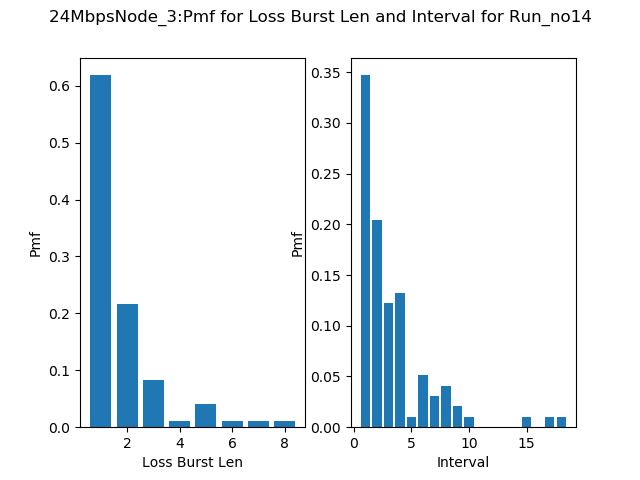 24MbpsNode_3:Pmf for Loss Burst Len and Interval for Run_no14
0.6
0.5
0.4
0.3
0.2
0.1
0.0
Pmf
2 4 6 8
Loss Burst Len
0.35
0.30
0.25
0.20
0.15
0.10
0.05
0.00
Pmf
0 5 10 15
Interval